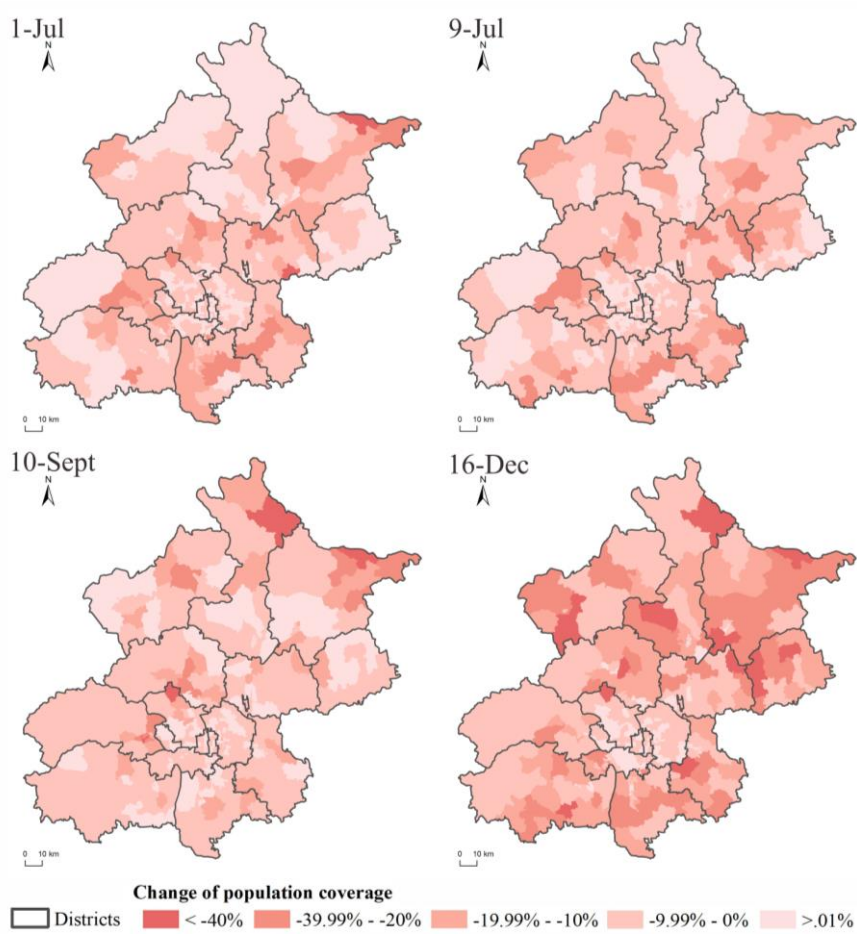 1-Jul
N
0 10 km
9-Jul
N
0 10 km
10-Sept
N
0 10 km
16-Dec
N
0 10 km
Change of population coverage
Districts < -40% -39.99% - -20% -19.99% - -10% -9.99% - 0% >.01%